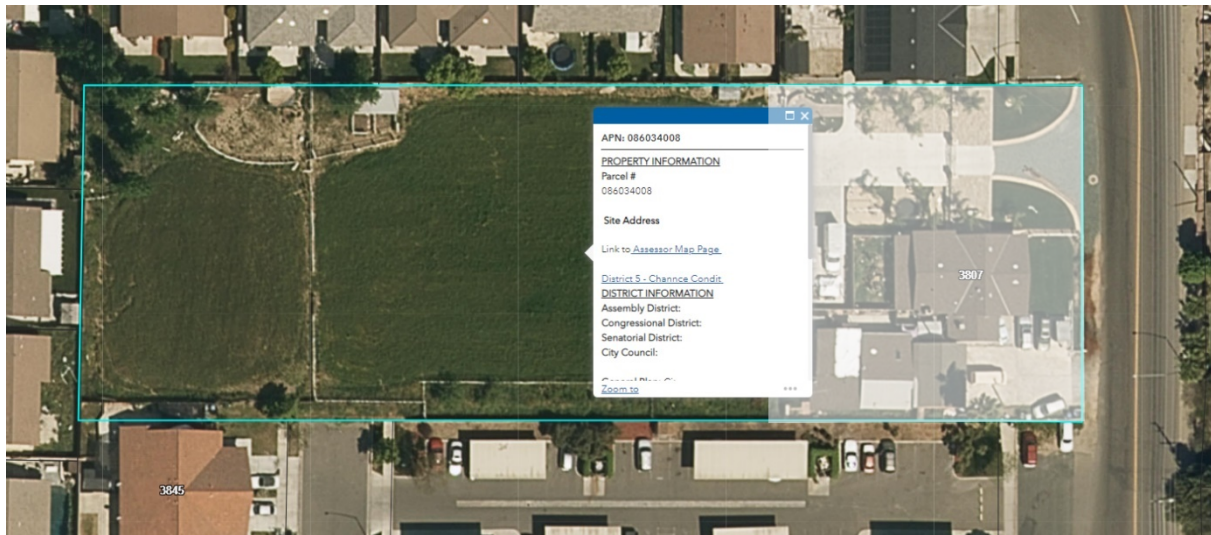 APN: 086034008
PROPERTY INFORMATION
Parcel #
086034008
Site Address
Link to Assessor Map Page
District 5 - Channce Condit
DISTRICT INFORMATION
Assembly District:
Congressional District:
Senatorial District:
City Council:
Zoom to
3807
3845